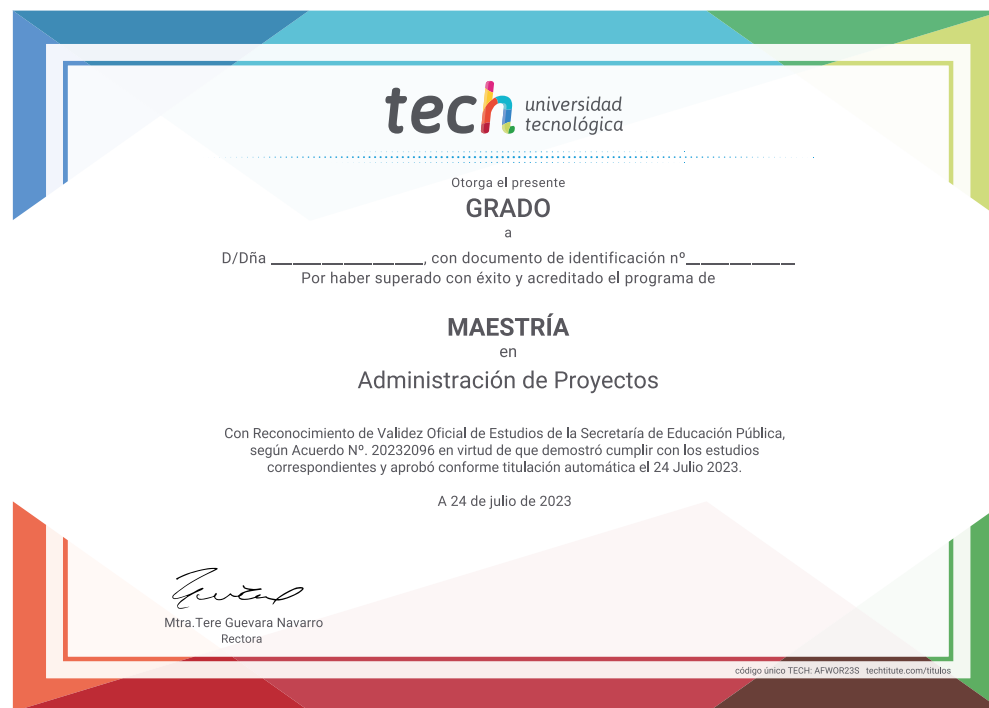 tech universidad
tecnológica
Otorga el presente
GRADO
a
D/Dña __________________, con documento de identificación nº_____________
Por haber superado con éxito y acreditado el programa de
MAESTRÍA
en
Administración de Proyectos
Con Reconocimiento de Validez Oficial de Estudios de la Secretaría de Educación Pública,
según Acuerdo Nº. 20232096 en virtud de que demostró cumplir con los estudios
correspondientes y aprobó conforme titulación automática el 24 Julio 2023.
A 24 de julio de 2023
Mtra.Tere Guevara Navarro
Rectora
código único TECH: AFWOR23S techtitute.com/titulos